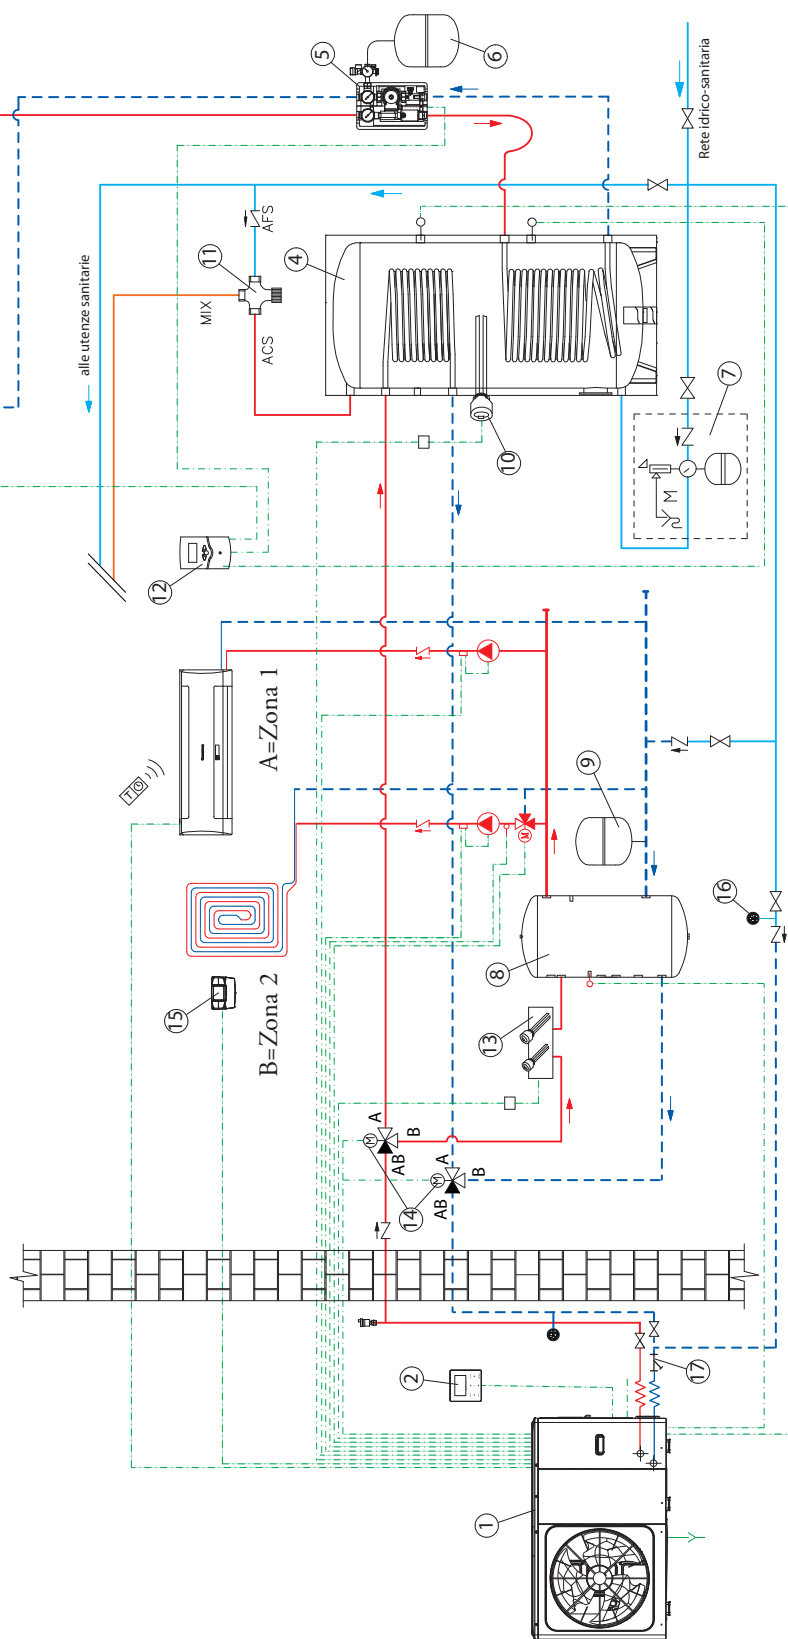 5
6
Rete idrico-sanitaria
alle utenze sanitarie
AFS
11
MIX
ACS
4
7
10
M
12
A=Zona 1
T
9
M
16
15
B=Zona 2
8
13
A
M
B
AB
A
14
M
B
AB
2
17
1